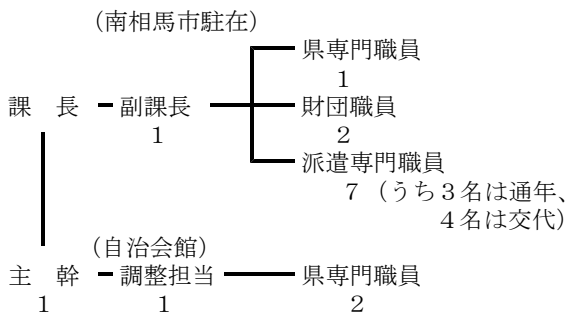 （南相馬市駐在）
県専門職員
1
課　長　副課長　財団職員
1　2
派遣専門職員
7（うち３名は通年、
４名は交代）
（自治会館）
主　幹　調整担当　県専門職員
1　1　2